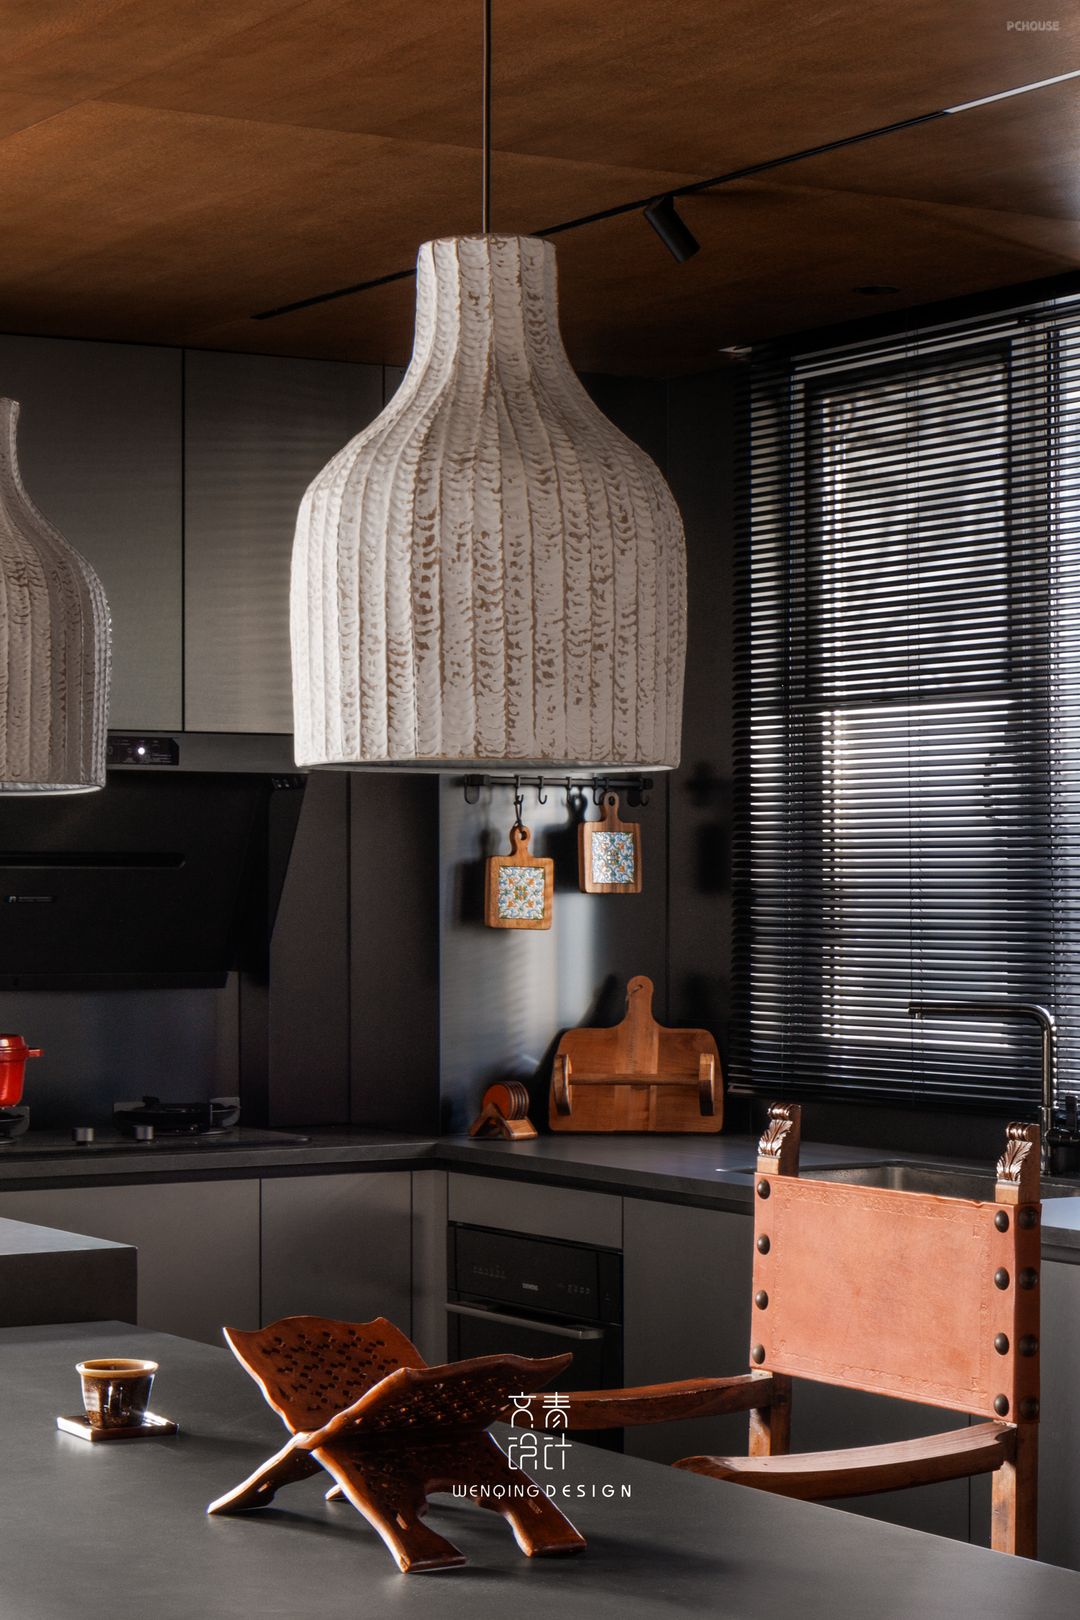 PCHOUSE
文青
设计
WENQING DESIGN